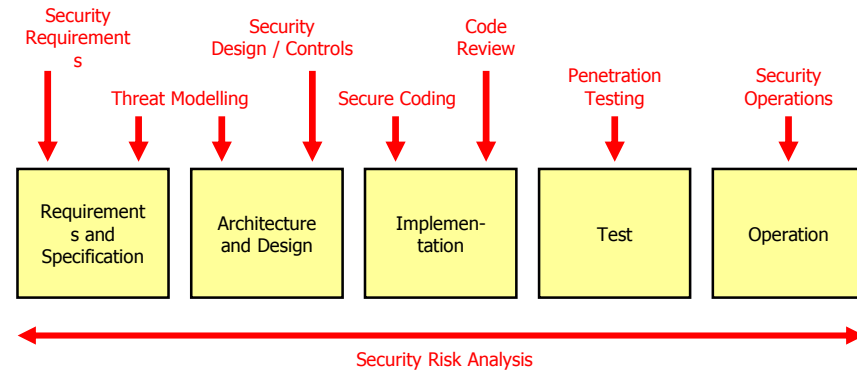 Security
Requirement
s
Security
Design / Controls
Code
Review
Threat Modelling
Secure Coding
Penetration
Testing
Security
Operations
Requirement
s and
Specification
Architecture
and Design
Implemen-
tation
Test
Operation
Security Risk Analysis